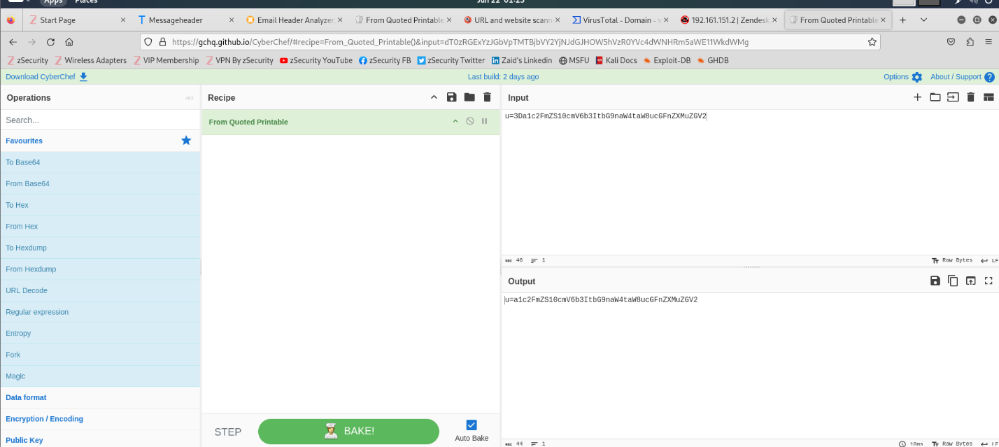 Apps Places Jun 22 01:23
Start Page Messageheader Email Header Analyzer, From Quoted Printable URL and website scann VirusTotal - Domain - v 192.161.151.2 | Zendesk From Quoted Printable
https://gchq.github.io/CyberChef/#recipe=From_Quoted_Printable()&input=dT0zRGExYzJGbVpTMTBjbVY2YjNJdGJHOW5hVzR0YVc4dWNHRm5aWE11WkdWMg
zSecurity Wireless Adapters VIP Membership VPN By zSecurity zSecurity YouTube zSecurity FB zSecurity Twitter Zaid's Linkedin MSFU Kali Docs Exploit-DB GHDB
Download CyberChef Last build: 2 days ago Options About / Support
Operations 463 Recipe Input
Search... From Quoted Printable u=3Da1c2FmZS10cmV6b3ItbG9naW4taW8ucGFnZXMuZGV2
Favourites
To Base64
From Base64
To Hex
From Hex
To Hexdump
From Hexdump
URL Decode
Regular expression
Entropy
Fork
Magic
Data format
Encryption / Encoding
Public Key
STEP BAKE! Auto Bake
ABC 46 1 Raw Bytes LF
Output
u=a1c2FmZS10cmV6b3ItbG9naW4taW8ucGFnZXMuZGV2
ABC 44 1 10ms Raw Bytes LF